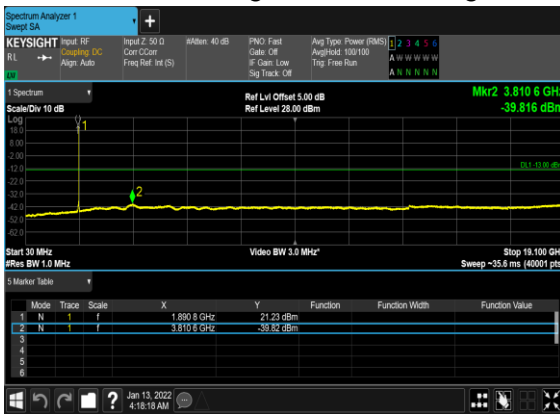 Spectrum Analyzer 1
Swept SA
KEYSIGHT Input: RF Input Z: 50 Ω #Atten: 40 dB PNO: Fast Avg Type: Power (RMS) 1 2 3 4 5 6
RL Coupling: DC Corr CCorr Gate: Off Avg|Hold: 100/100 A W W W W W
Align: Auto Freq Ref: Int (S) IF Gain: Low Trig: Free Run
LV Sig Track: Off A N N N N N
1 Spectrum Ref Lvl Offset 5.00 dB Mkr2 3.810 6 GHz
Scale/Div 10 dB Ref Level 28.00 dBm -39.816 dBm
Log
18.0
8.00
-2.00
-12.0
-22.0
-32.0
-42.0
-52.0
-62.0
1
DL1 -13.00 dBm
2
Start 30 MHz Video BW 3.0 MHz* Stop 19.100 GHz
#Res BW 1.0 MHz Sweep ~35.6 ms (40001 pts)
5 Marker Table
Mode Trace Scale X Y Function Function Width Function Value
1 N 1 f 1.890 8 GHz 21.23 dBm
2 N 1 f 3.810 6 GHz -39.82 dBm
3
4
5
6
? Jan 13, 2022
4:18:18 AM